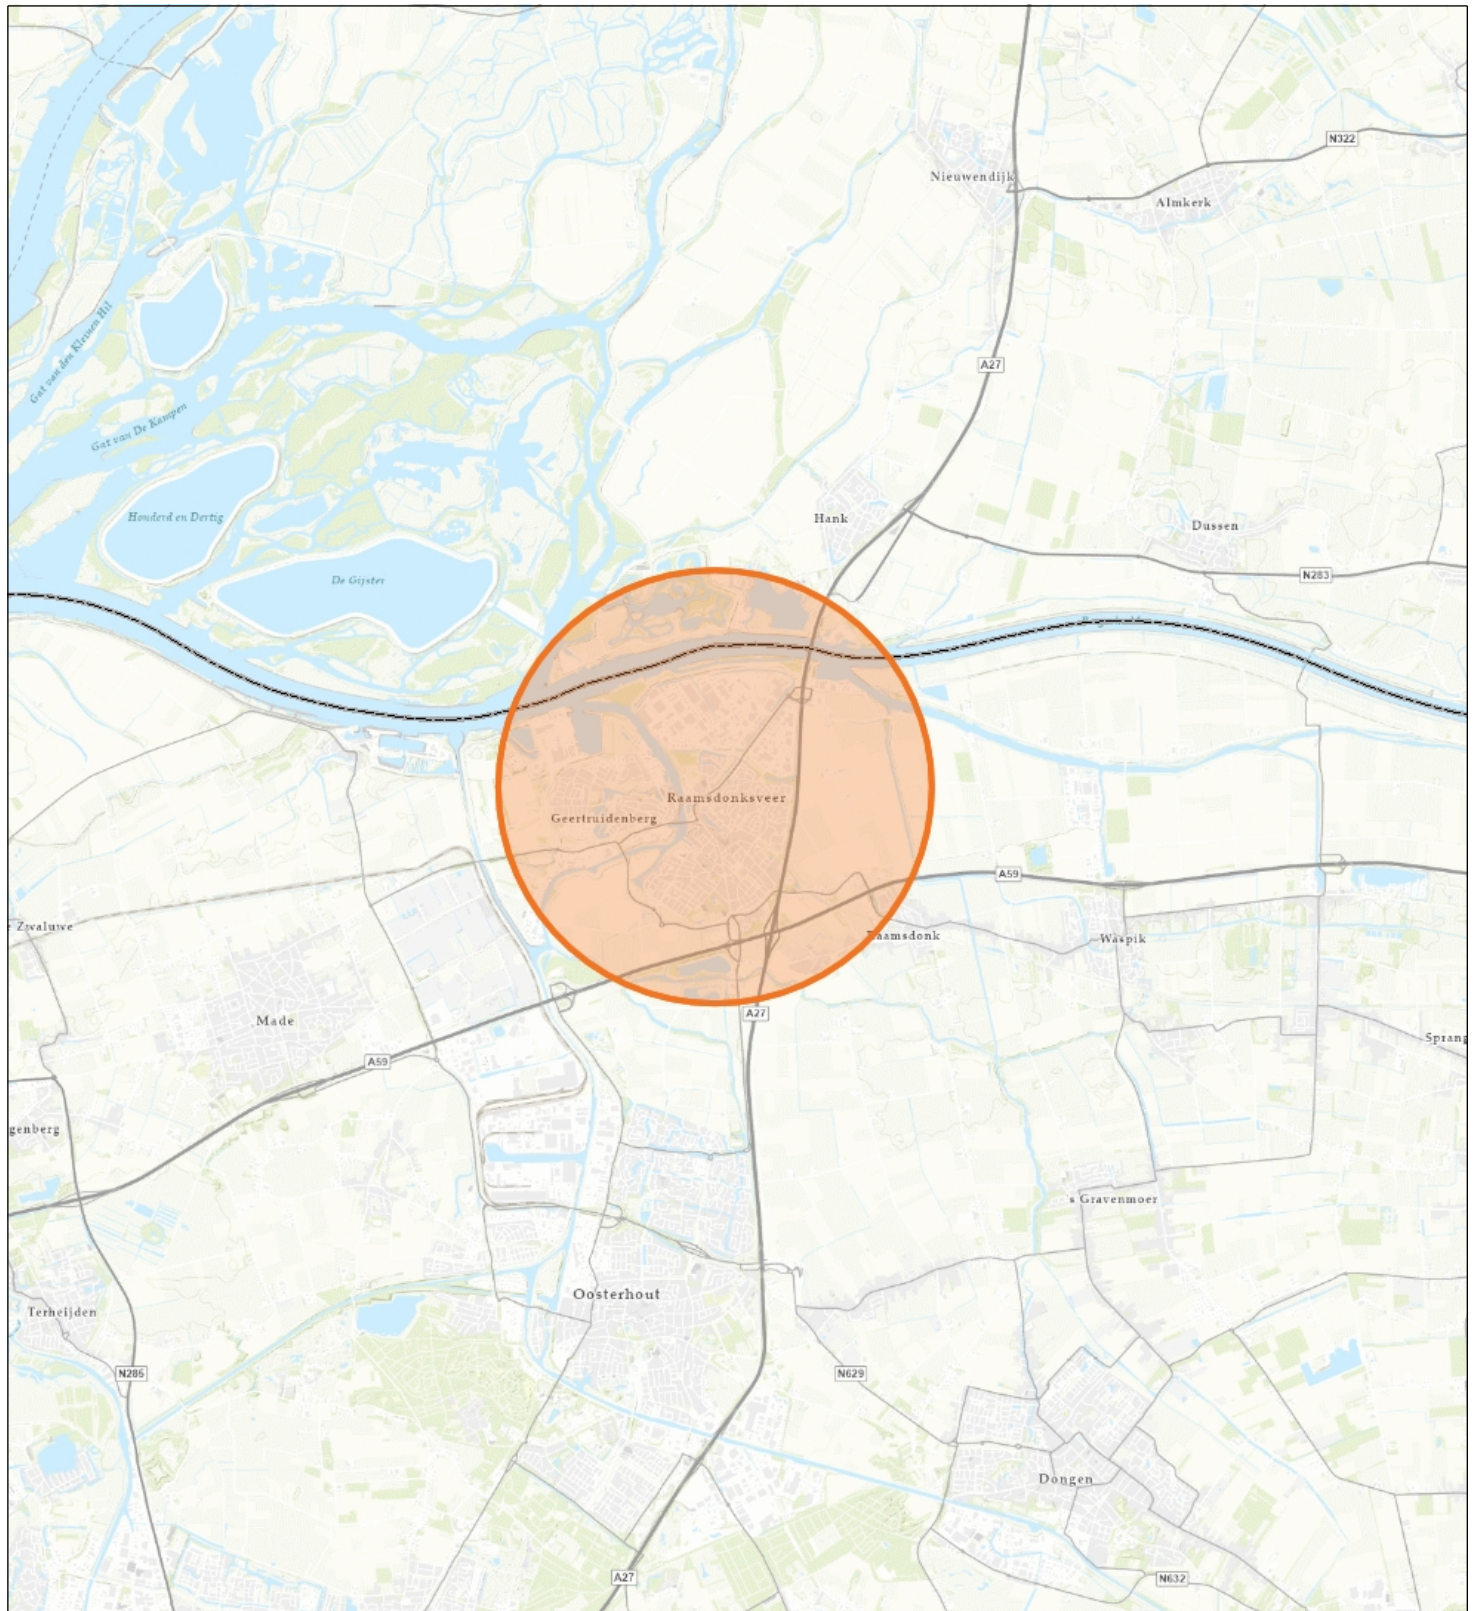 N322
Nieuwendijk
Almkerk
Gat van den Kleinen Hil
A27
Gat van De Kampen
Honderd en Dertig
Hank
Dussen
De Gijster
N283
Raamsdonksveer
Geertruidenberg
A59
e Zwaluwe
Raamsdonk
Waspik
Made
A27
Sprang
A59
genberg
's Gravenmoer
Oosterhout
Terheijden
N285
N629
Dongen
A27
N632